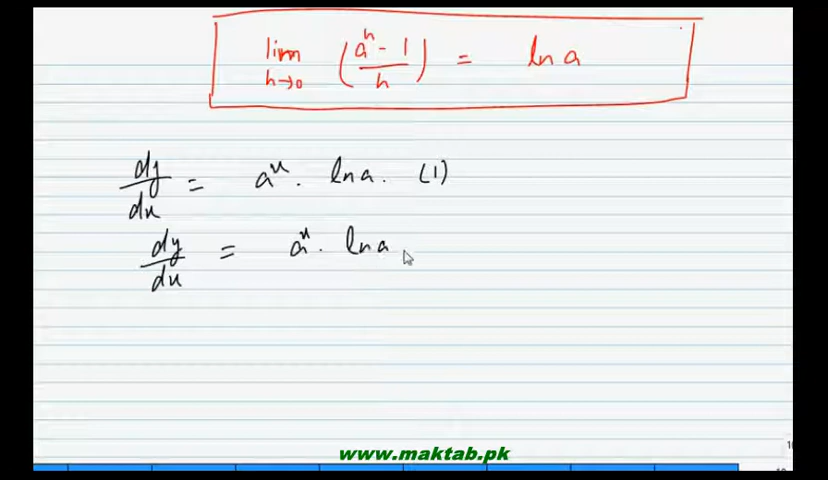 lim h→0 (a^h - 1 / h) = ln a
dy/dx = a^x . ln a . (1)
dy/dx = a^x . ln a
www.maktab.pk